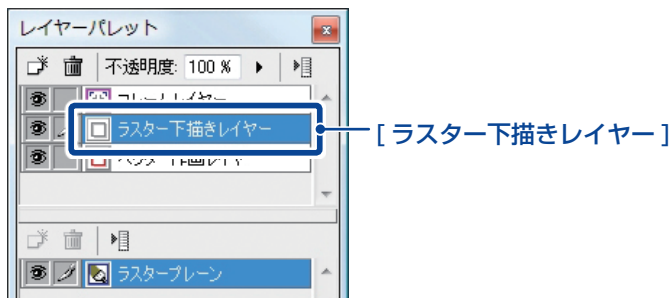 レイヤーパレット
不透明度: 100 %
ラスター下描きレイヤー
[ ラスター下描きレイヤー ]
ラスタープレーン